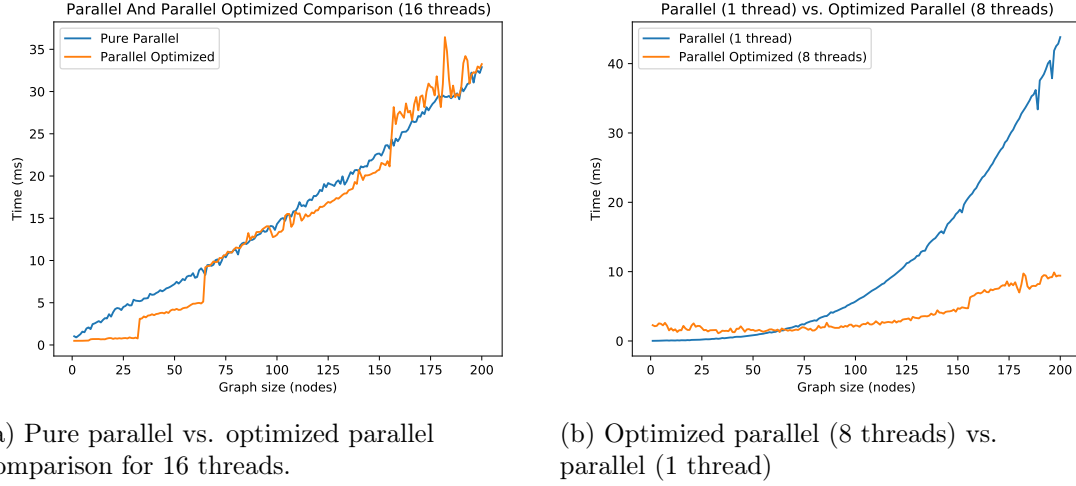 Parallel And Parallel Optimized Comparison (16 threads)
Pure Parallel
Parallel Optimized
Time (ms)
35
30
25
20
15
10
5
0
0 25 50 75 100 125 150 175 200
Graph size (nodes)
a) Pure parallel vs. optimized parallel
omparison for 16 threads.
Parallel (1 thread) vs. Optimized Parallel (8 threads)
Parallel (1 thread)
Parallel Optimized (8 threads)
Time (ms)
40
30
20
10
0
0 25 50 75 100 125 150 175 200
Graph size (nodes)
(b) Optimized parallel (8 threads) vs.
parallel (1 thread)